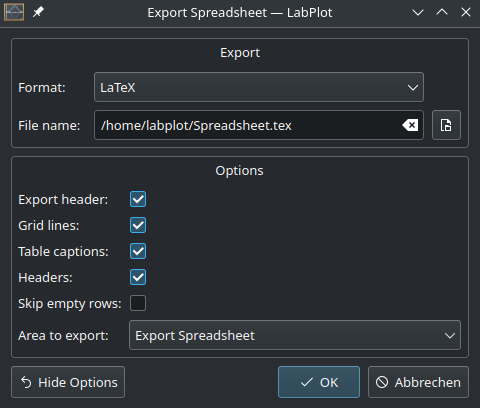 Export Spreadsheet — LabPlot
Export
Format: LaTeX
File name: /home/labplot/Spreadsheet.tex
Options
Export header:
Grid lines:
Table captions:
Headers:
Skip empty rows:
Area to export: Export Spreadsheet
Hide Options OK Abbrechen